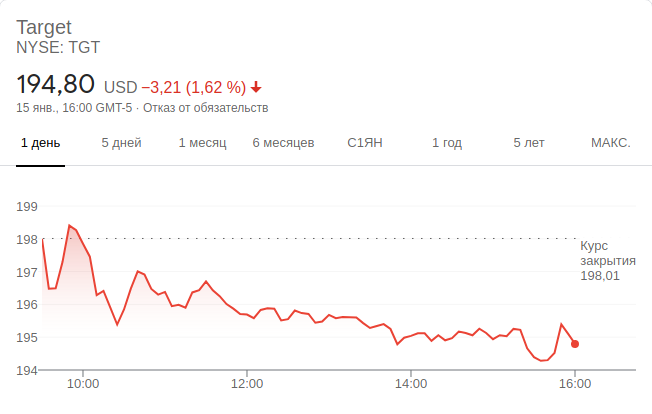 Target
NYSE: TGT
194,80 USD −3,21 (1,62 %)
15 янв., 16:00 GMT-5 · Отказ от обязательств
1 день 5 дней 1 месяц 6 месяцев С1ЯН 1 год 5 лет МАКС.
199
198
Курс
закрытия
198,01
197
196
195
194
10:00 12:00 14:00 16:00